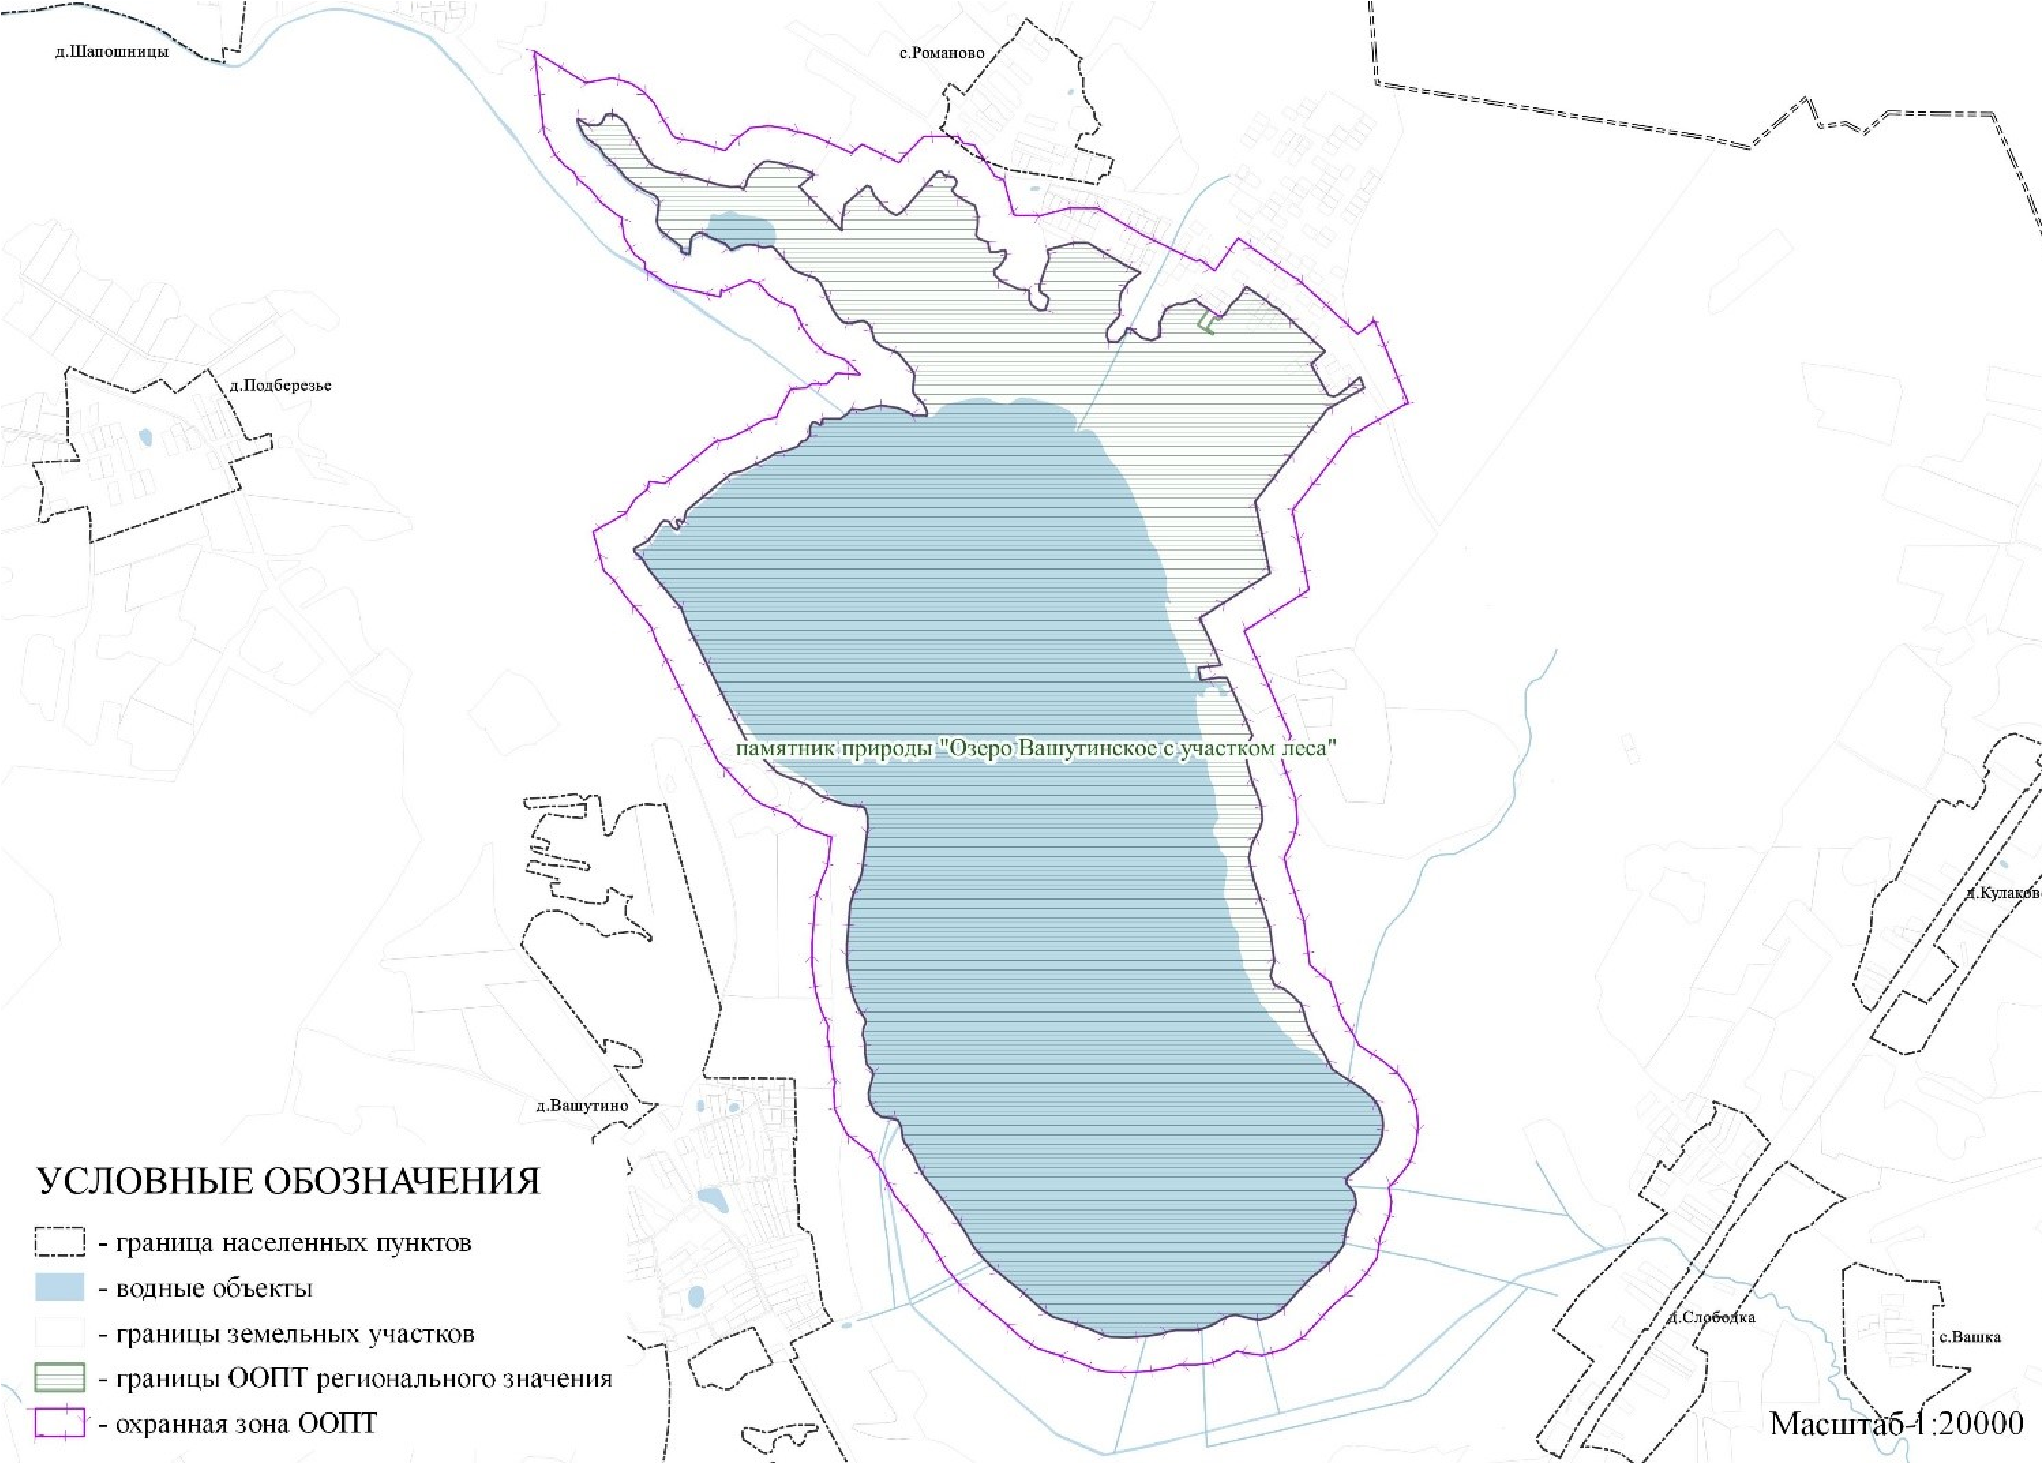 д.Шапошницы
с.Романово
д.Подберезье
памятник природы "Озеро Вашутинское с участком леса"
д.Кулаков
д.Вашутино
УСЛОВНЫЕ ОБОЗНАЧЕНИЯ
- граница населенных пунктов
- водные объекты
- границы земельных участков
- границы ООПТ регионального значения
- охранная зона ООПТ
д.Слободка
с.Вашка
Масштаб 1:20000